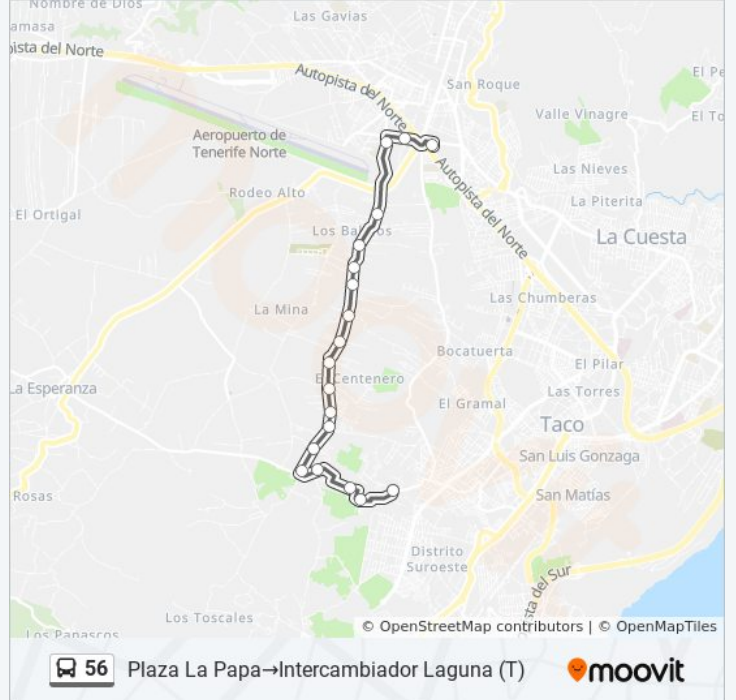 Nombre de Dios
Las Gavias
amasa
El Pe
ista del Norte
Autopista del Norte
San Roque
Valle Vinagre
El To
Aeropuerto de
Tenerife Norte
Las Nieves
Rodeo Alto
Autopista del Norte
La Piterita
El Ortigal
Los Baldíos
La Cuesta
La Mina
Las Chumberas
Bocatuerta
El Centenero
El Pilar
La Esperanza
El Gramal
Las Torres
Taco
San Luis Gonzaga
Rosas
San Matías
Distrito
Suroeste
sta del Sur
Los Toscales
Los Panascos
© OpenStreetMap contributors | © OpenMapTiles
56 Plaza La Papa→Intercambiador Laguna (T) moovit